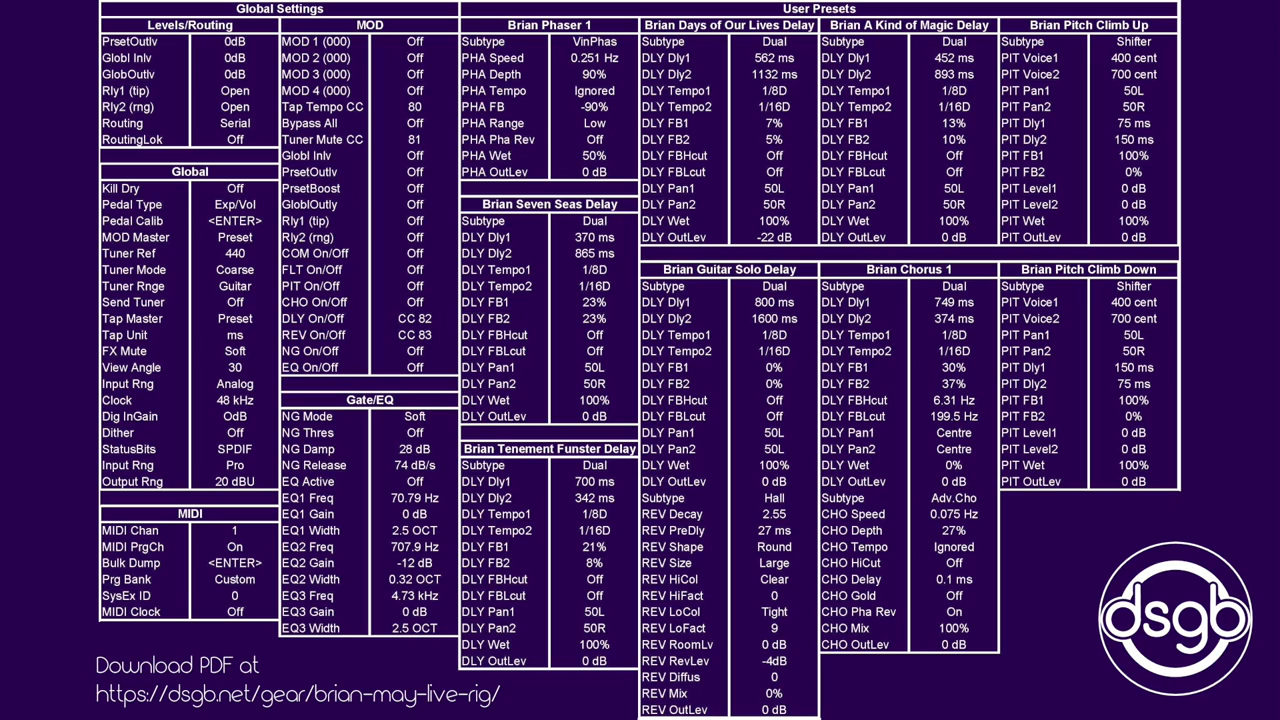 Global Settings
Levels/Routing
PrsetOutlv 0dB
Globl Inlv 0dB
GlobOutlv 0dB
Rly1 (tip) Open
Rly2 (rng) Open
Routing Serial
RoutingLok Off
Global
Kill Dry Off
Pedal Type Exp/Vol
Pedal Calib <ENTER>
MOD Master Preset
Tuner Ref 440
Tuner Mode Coarse
Tuner Rnge Guitar
Send Tuner Off
Tap Master Preset
Tap Unit ms
FX Mute Soft
View Angle 30
Input Rng Analog
Clock 48 kHz
Dig InGain OdB
Dither Off
StatusBits SPDIF
Input Rng Pro
Output Rng 20 dBU
MIDI
MIDI Chan 1
MIDI PrgCh On
Bulk Dump <ENTER>
Prg Bank Custom
SysEx ID 0
MIDI Clock Off
MOD
MOD 1 (000) Off
MOD 2 (000) Off
MOD 3 (000) Off
MOD 4 (000) Off
Tap Tempo CC 80
Bypass All Off
Tuner Mute CC 81
Globl Inlv Off
PrsetOutlv Off
PrsetBoost Off
GloblOutly Off
Rly1 (tip) Off
Rly2 (rng) Off
COM On/Off Off
FLT On/Off Off
PIT On/Off Off
CHO On/Off Off
DLY On/Off CC 82
REV On/Off CC 83
NG On/Off Off
EQ On/Off Off
Gate/EQ
NG Mode Soft
NG Thres Off
NG Damp 28 dB
NG Release 74 dB/s
EQ Active Off
EQ1 Freq 70.79 Hz
EQ1 Gain 0 dB
EQ1 Width 2.5 OCT
EQ2 Freq 707.9 Hz
EQ2 Gain -12 dB
EQ2 Width 0.32 OCT
EQ3 Freq 4.73 kHz
EQ3 Gain 0 dB
EQ3 Width 2.5 OCT
User Presets
Brian Phaser 1
Subtype VinPhas
PHA Speed 0.251 Hz
PHA Depth 90%
PHA Tempo Ignored
PHA FB -90%
PHA Range Low
PHA Pha Rev Off
PHA Wet 50%
PHA OutLev 0 dB
Brian Seven Seas Delay
Subtype Dual
DLY Dly1 370 ms
DLY Dly2 865 ms
DLY Tempo1 1/8D
DLY Tempo2 1/16D
DLY FB1 23%
DLY FB2 23%
DLY FBHcut Off
DLY FBLcut Off
DLY Pan1 50L
DLY Pan2 50R
DLY Wet 100%
DLY OutLev 0 dB
Brian Tenement Funster Delay
Subtype Dual
DLY Dly1 700 ms
DLY Dly2 342 ms
DLY Tempo1 1/8D
DLY Tempo2 1/16D
DLY FB1 21%
DLY FB2 8%
DLY FBHcut Off
DLY FBLcut Off
DLY Pan1 50L
DLY Pan2 50R
DLY Wet 100%
DLY OutLev 0 dB
Brian Days of Our Lives Delay
Subtype Dual
DLY Dly1 562 ms
DLY Dly2 1132 ms
DLY Tempo1 1/8D
DLY Tempo2 1/16D
DLY FB1 7%
DLY FB2 5%
DLY FBHcut Off
DLY FBLcut Off
DLY Pan1 50L
DLY Pan2 50R
DLY Wet 100%
DLY OutLev -22 dB
Brian Guitar Solo Delay
Subtype Dual
DLY Dly1 800 ms
DLY Dly2 1600 ms
DLY Tempo1 1/8D
DLY Tempo2 1/16D
DLY FB1 0%
DLY FB2 0%
DLY FBHcut Off
DLY FBLcut Off
DLY Pan1 50L
DLY Pan2 50L
DLY Wet 100%
DLY OutLev 0 dB
Subtype Hall
REV Decay 2.55
REV PreDly 27 ms
REV Shape Round
REV Size Large
REV HiCol Clear
REV HiFact 0
REV LoCol Tight
REV LoFact 9
REV RoomLv 0 dB
REV RevLev -4dB
REV Diffus 0
REV Mix 0%
REV OutLev 0 dB
Brian A Kind of Magic Delay
Subtype Dual
DLY Dly1 452 ms
DLY Dly2 893 ms
DLY Tempo1 1/8D
DLY Tempo2 1/16D
DLY FB1 13%
DLY FB2 10%
DLY FBHcut Off
DLY FBLcut Off
DLY Pan1 50L
DLY Pan2 50R
DLY Wet 100%
DLY OutLev 0 dB
Brian Chorus 1
Subtype Dual
DLY Dly1 749 ms
DLY Dly2 374 ms
DLY Tempo1 1/8D
DLY Tempo2 1/16D
DLY FB1 30%
DLY FB2 37%
DLY FBHcut 6.31 Hz
DLY FBLcut 199.5 Hz
DLY Pan1 Centre
DLY Pan2 Centre
DLY Wet 0%
DLY OutLev 0 dB
Subtype Adv.Cho
CHO Speed 0.075 Hz
CHO Depth 27%
CHO Tempo Ignored
CHO HiCut Off
CHO Delay 0.1 ms
CHO Gold Off
CHO Pha Rev On
CHO Mix 100%
CHO OutLev 0 dB
Brian Pitch Climb Up
Subtype Shifter
PIT Voice1 400 cent
PIT Voice2 700 cent
PIT Pan1 50L
PIT Pan2 50R
PIT Dly1 75 ms
PIT Dly2 150 ms
PIT FB1 100%
PIT FB2 0%
PIT Level1 0 dB
PIT Level2 0 dB
PIT Wet 100%
PIT OutLev 0 dB
Brian Pitch Climb Down
Subtype Shifter
PIT Voice1 400 cent
PIT Voice2 700 cent
PIT Pan1 50L
PIT Pan2 50R
PIT Dly1 150 ms
PIT Dly2 75 ms
PIT FB1 100%
PIT FB2 0%
PIT Level1 0 dB
PIT Level2 0 dB
PIT Wet 100%
PIT OutLev 0 dB
dsgb
Download PDF at
https://dsgb.net/gear/brian-may-live-rig/